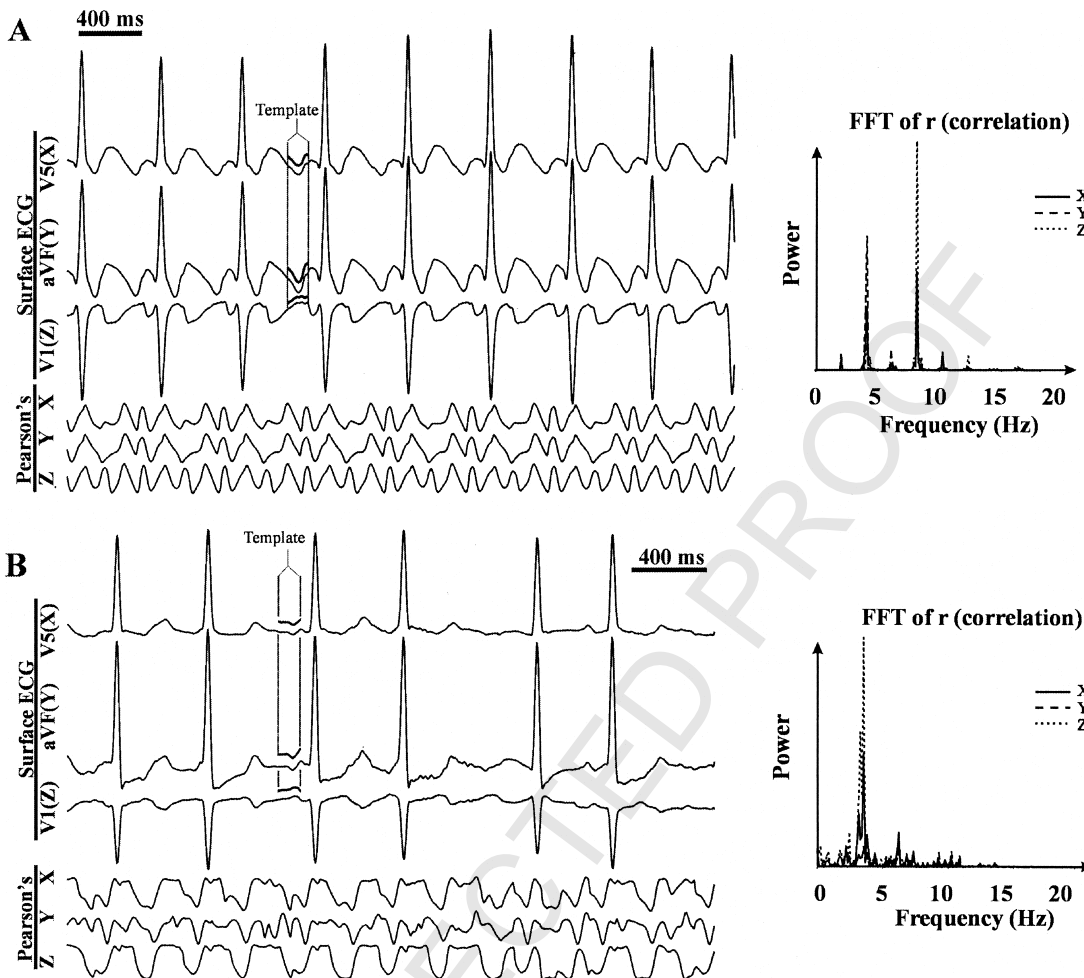 A
400 ms
Template
Surface ECG
V5(X)
aVF(Y)
V1(Z)
Pearson's
X
Y
Z
FFT of r (correlation)
X
Y
Z
Power
0 5 10 15 20
Frequency (Hz)
B
Template
400 ms
Surface ECG
V5(X)
aVF(Y)
V1(Z)
Pearson's
X
Y
Z
FFT of r (correlation)
X
Y
Z
Power
0 5 10 15 20
Frequency (Hz)
ECTED PROOF